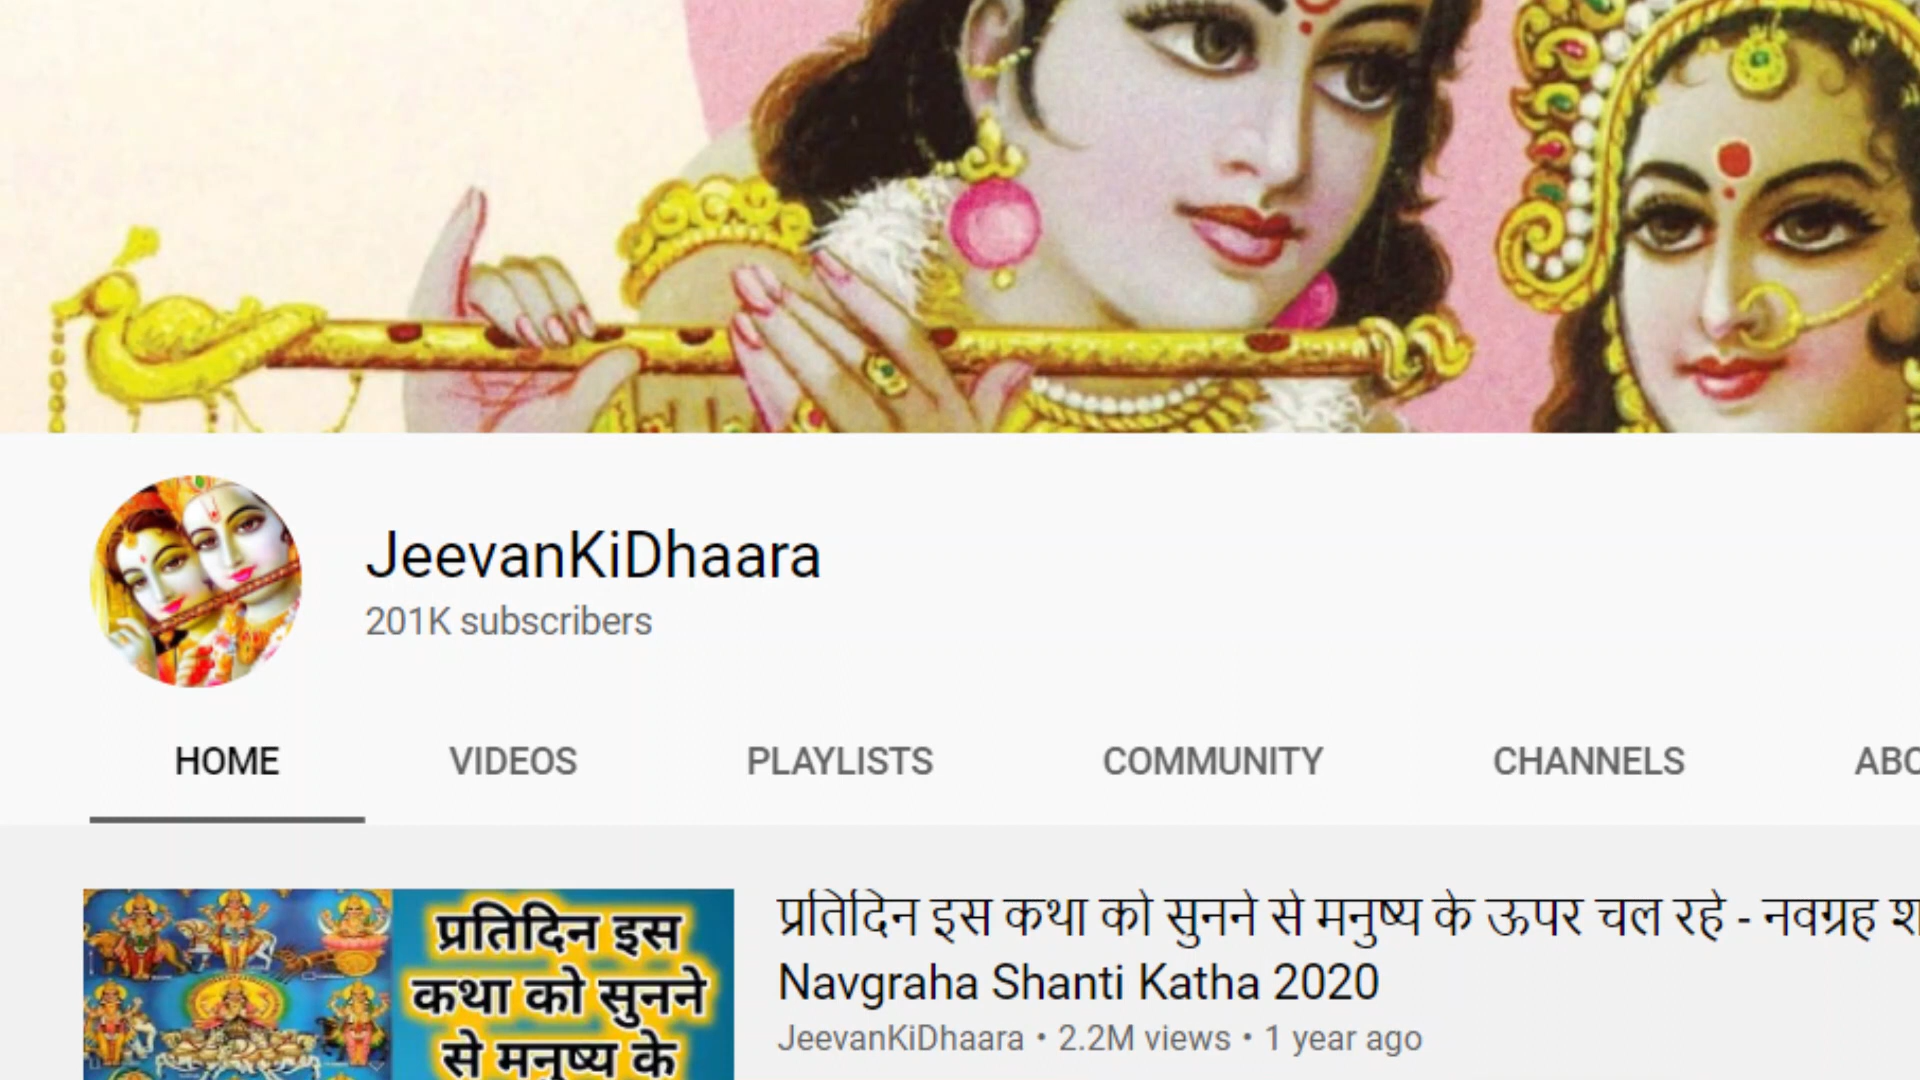 JeevanKiDhaara
201K subscribers
HOME VIDEOS PLAYLISTS COMMUNITY CHANNELS
प्रतिदिन इस
कथा को सुनने
से मनुष्य के
प्रतिदिन इस कथा को सुनने से मनुष्य के ऊपर चल रहे - नवग्रह
Navgraha Shanti Katha 2020
JeevanKiDhaara • 2.2M views • 1 year ago